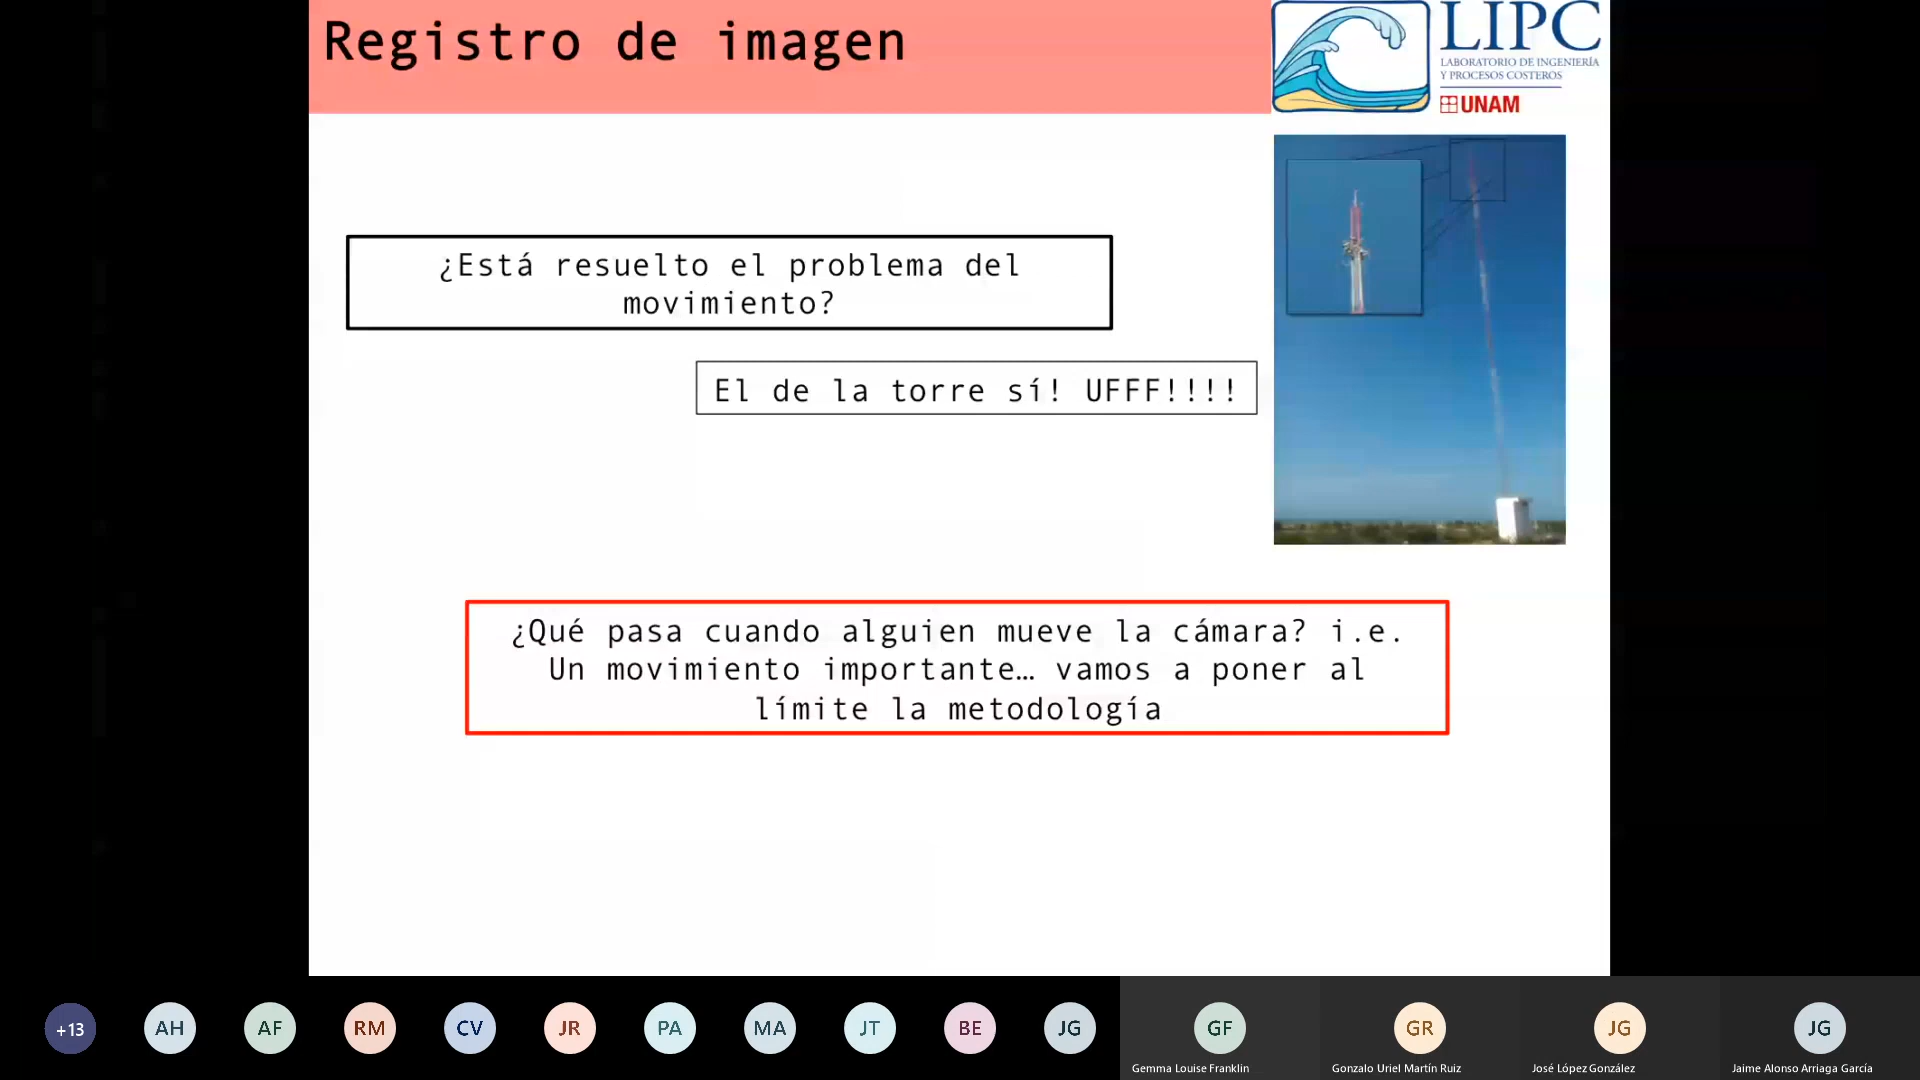 Registro de imagen
LIPC
LABORATORIO DE INGENIERÍA
Y PROCESOS COSTEROS
UNAM
¿Está resuelto el problema del
movimiento?
El de la torre sí! UFFF!!!!
¿Qué pasa cuando alguien mueve la cámara? i.e.
Un movimiento importante… vamos a poner al
límite la metodología
+13
AH
AF
RM
CV
JR
PA
MA
JT
BE
JG
GF
GR
JG
JG
Gemma Louise Franklin
Gonzalo Uriel Martín Ruiz
José López González
Jaime Alonso Arriaga García